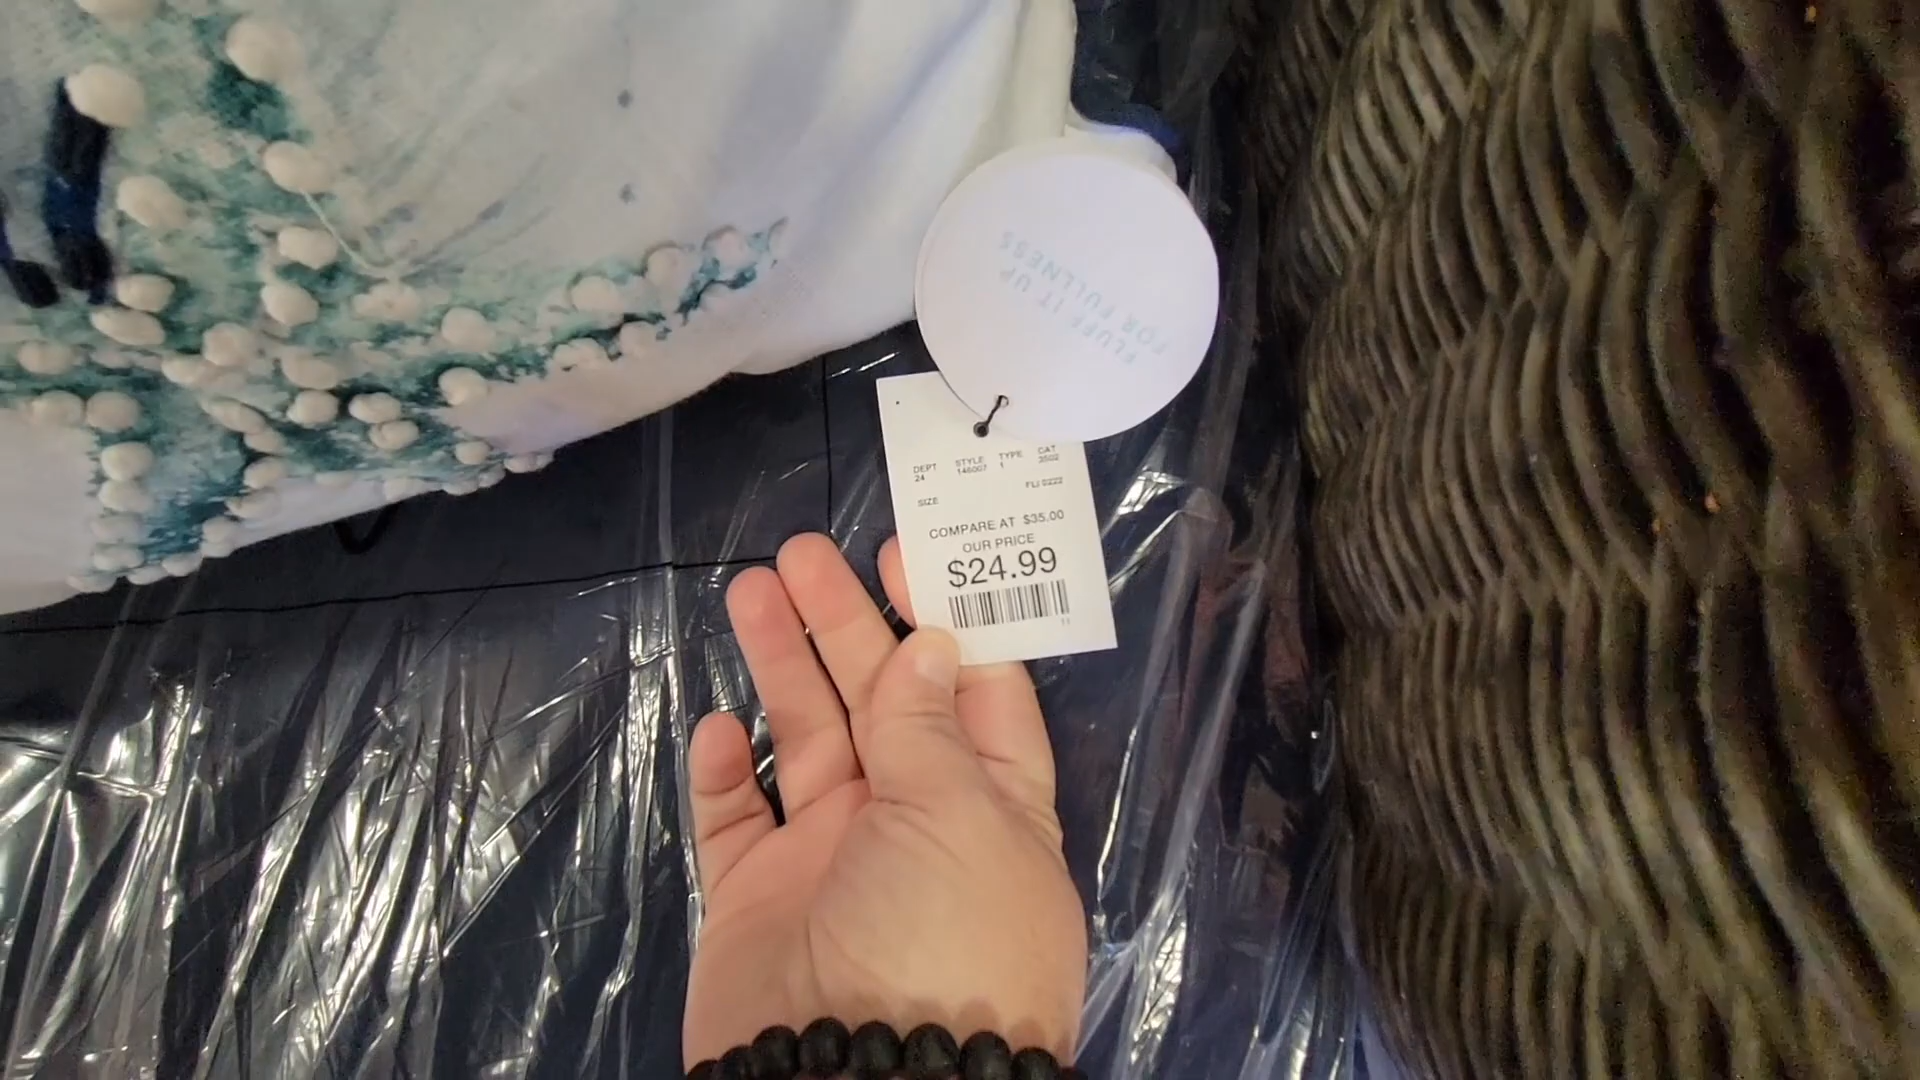 FLUFF IT UP
FOR FULLNESS
DEPT STYLE TYPE CAT
24 146007 1 3502
SIZE FLI 0222
COMPARE AT $35.00
OUR PRICE
$24.99
11